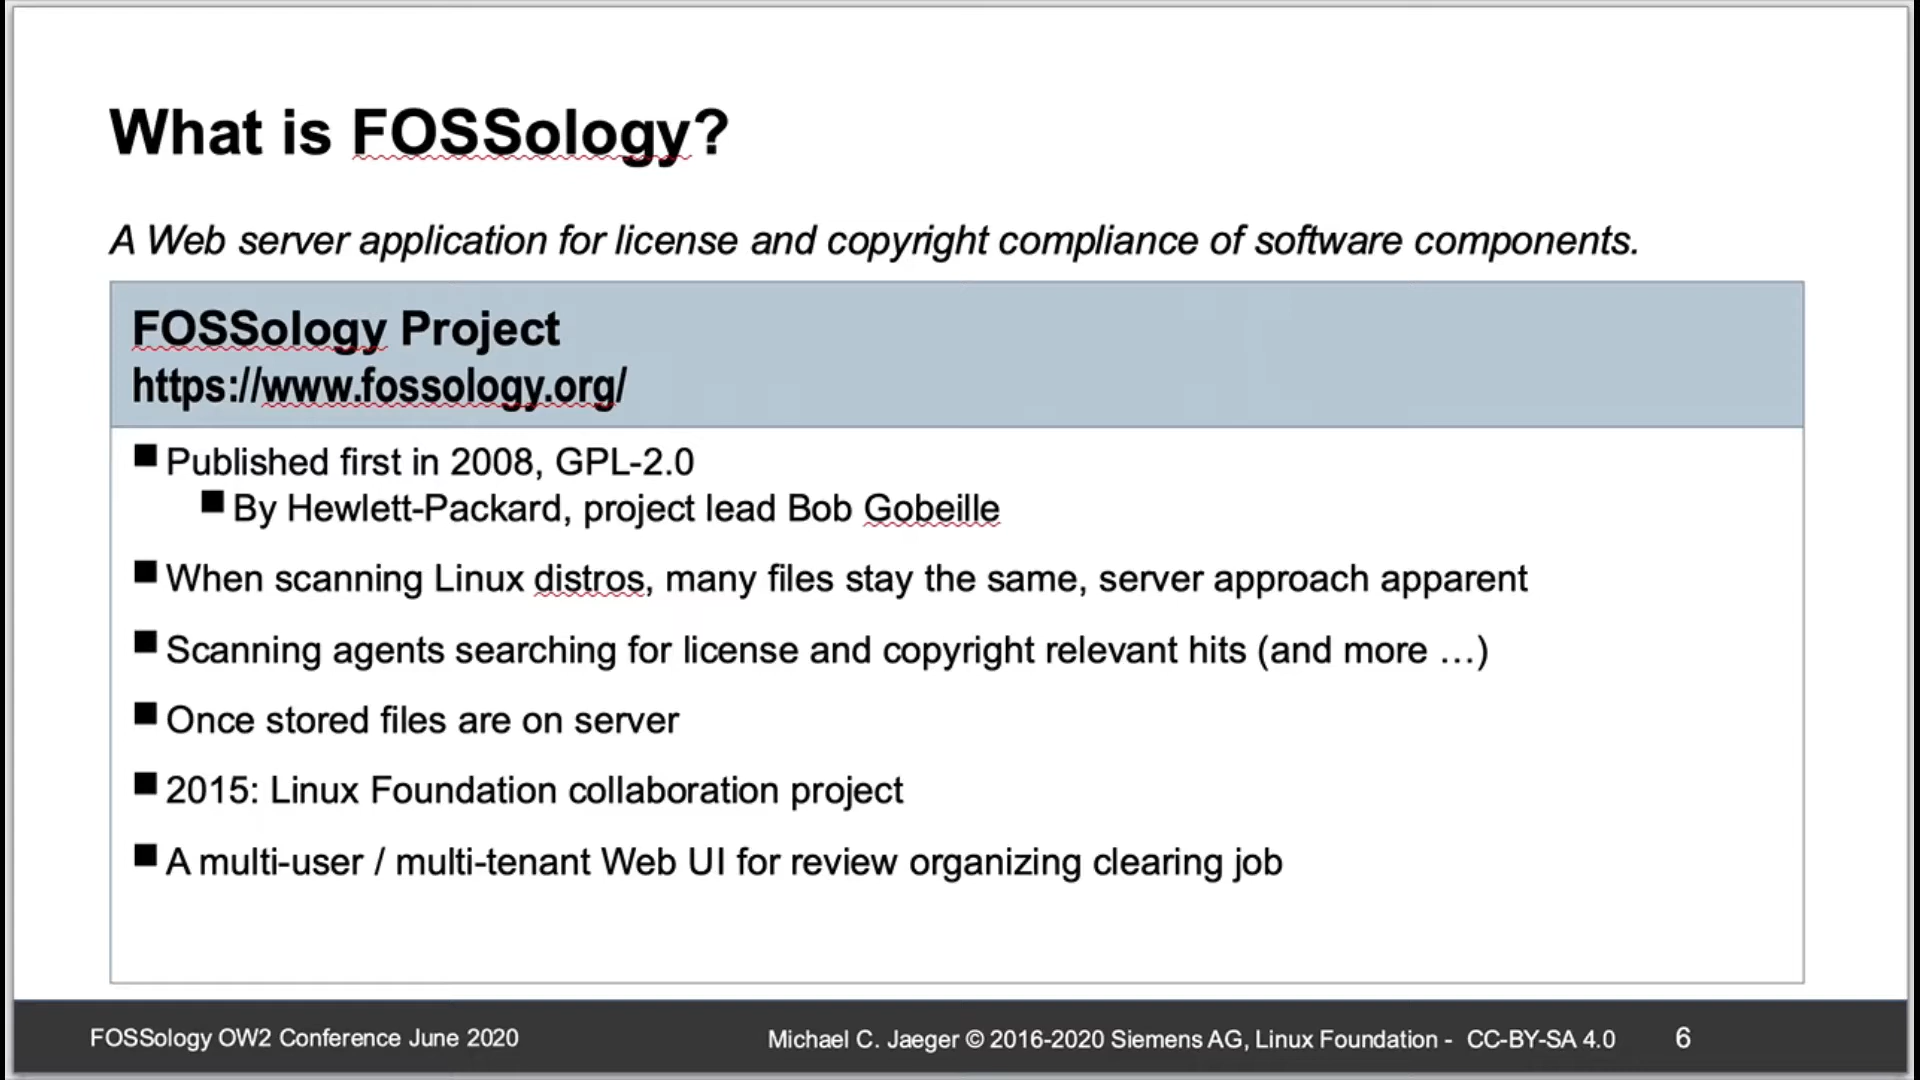 What is FOSSology?
A Web server application for license and copyright compliance of software components.
FOSSology Project
https://www.fossology.org/
Published first in 2008, GPL-2.0
By Hewlett-Packard, project lead Bob Gobeille
When scanning Linux distros, many files stay the same, server approach apparent
Scanning agents searching for license and copyright relevant hits (and more …)
Once stored files are on server
2015: Linux Foundation collaboration project
A multi-user / multi-tenant Web UI for review organizing clearing job
FOSSology OW2 Conference June 2020
Michael C. Jaeger © 2016-2020 Siemens AG, Linux Foundation - CC-BY-SA 4.0
6